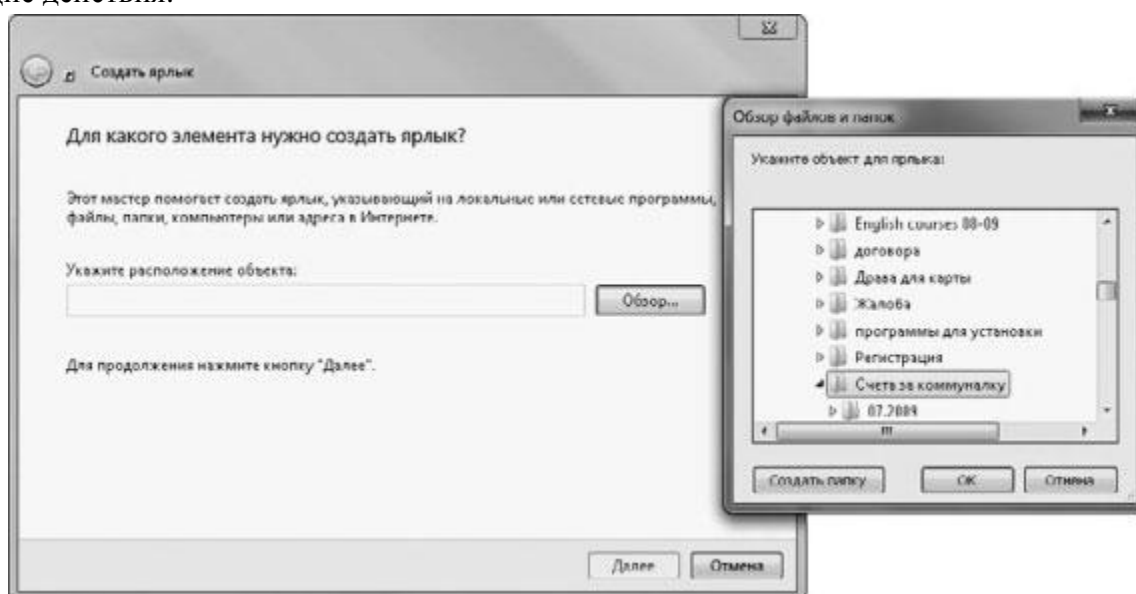 Создать ярлык
Для какого элемента нужно создать ярлык?
Этот мастер помогает создать ярлык, указывающий на локальные или сетевые программы,
файлы, папки, компьютеры или адреса в Интернете.
Укажите расположение объекта:
Обзор...
Для продолжения нажмите кнопку "Далее".
Далее
Отмена
Обзор файлов и папок
Укажите объект для ярлыка:
English courses 08-09
договора
Драва для карты
Жалоба
программы для установки
Регистрация
Счета за коммуналку
07.2009
Создать папку
ОК
Отмена